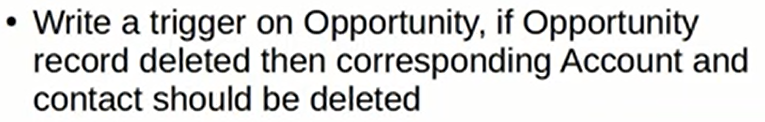 • Write a trigger on Opportunity, if Opportunity
record deleted then corresponding Account and
contact should be deleted